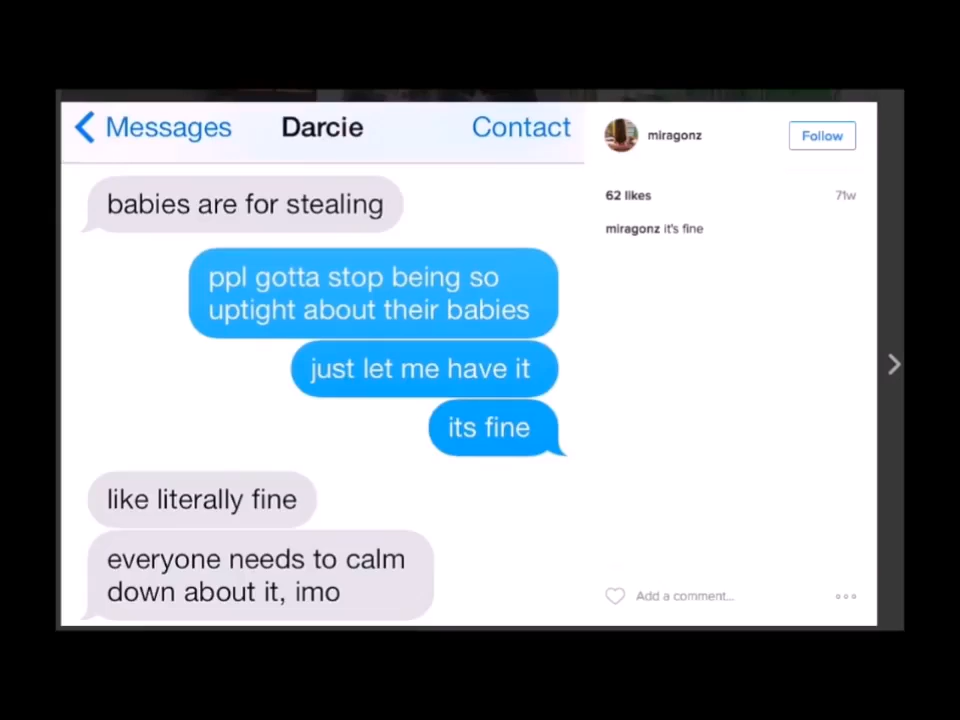 Messages
Darcie
Contact
babies are for stealing
ppl gotta stop being so
uptight about their babies
just let me have it
its fine
like literally fine
everyone needs to calm
down about it, imo
miragonz
Follow
62 likes
71w
miragonz it's fine
Add a comment...